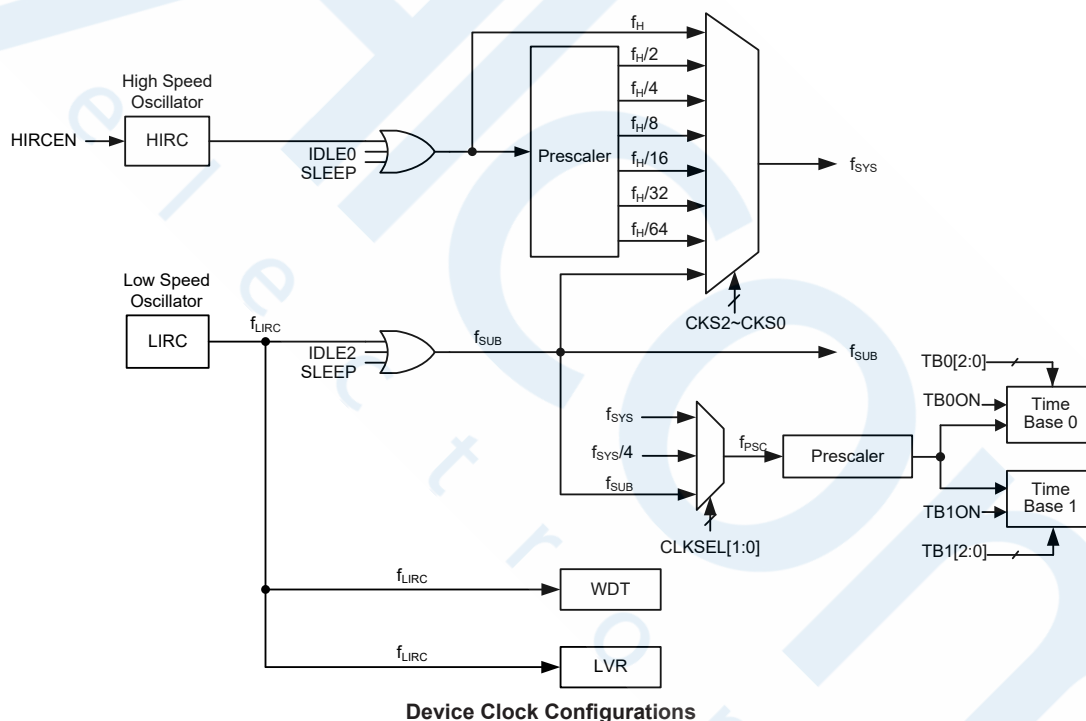 High Speed
Oscillator
HIRCEN
HIRC
IDLE0
SLEEP
Prescaler
fH
fH/2
fH/4
fH/8
fH/16
fH/32
fH/64
fSYS
CKS2~CKS0
Low Speed
Oscillator
LIRC
fLIRC
IDLE2
SLEEP
fSUB
fSUB
fSYS
fSYS/4
fSUB
CLKSEL[1:0]
fPSC
Prescaler
TB0[2:0]
TB0ON
Time
Base 0
Time
Base 1
TB1ON
TB1[2:0]
fLIRC
WDT
fLIRC
LVR
Device Clock Configurations